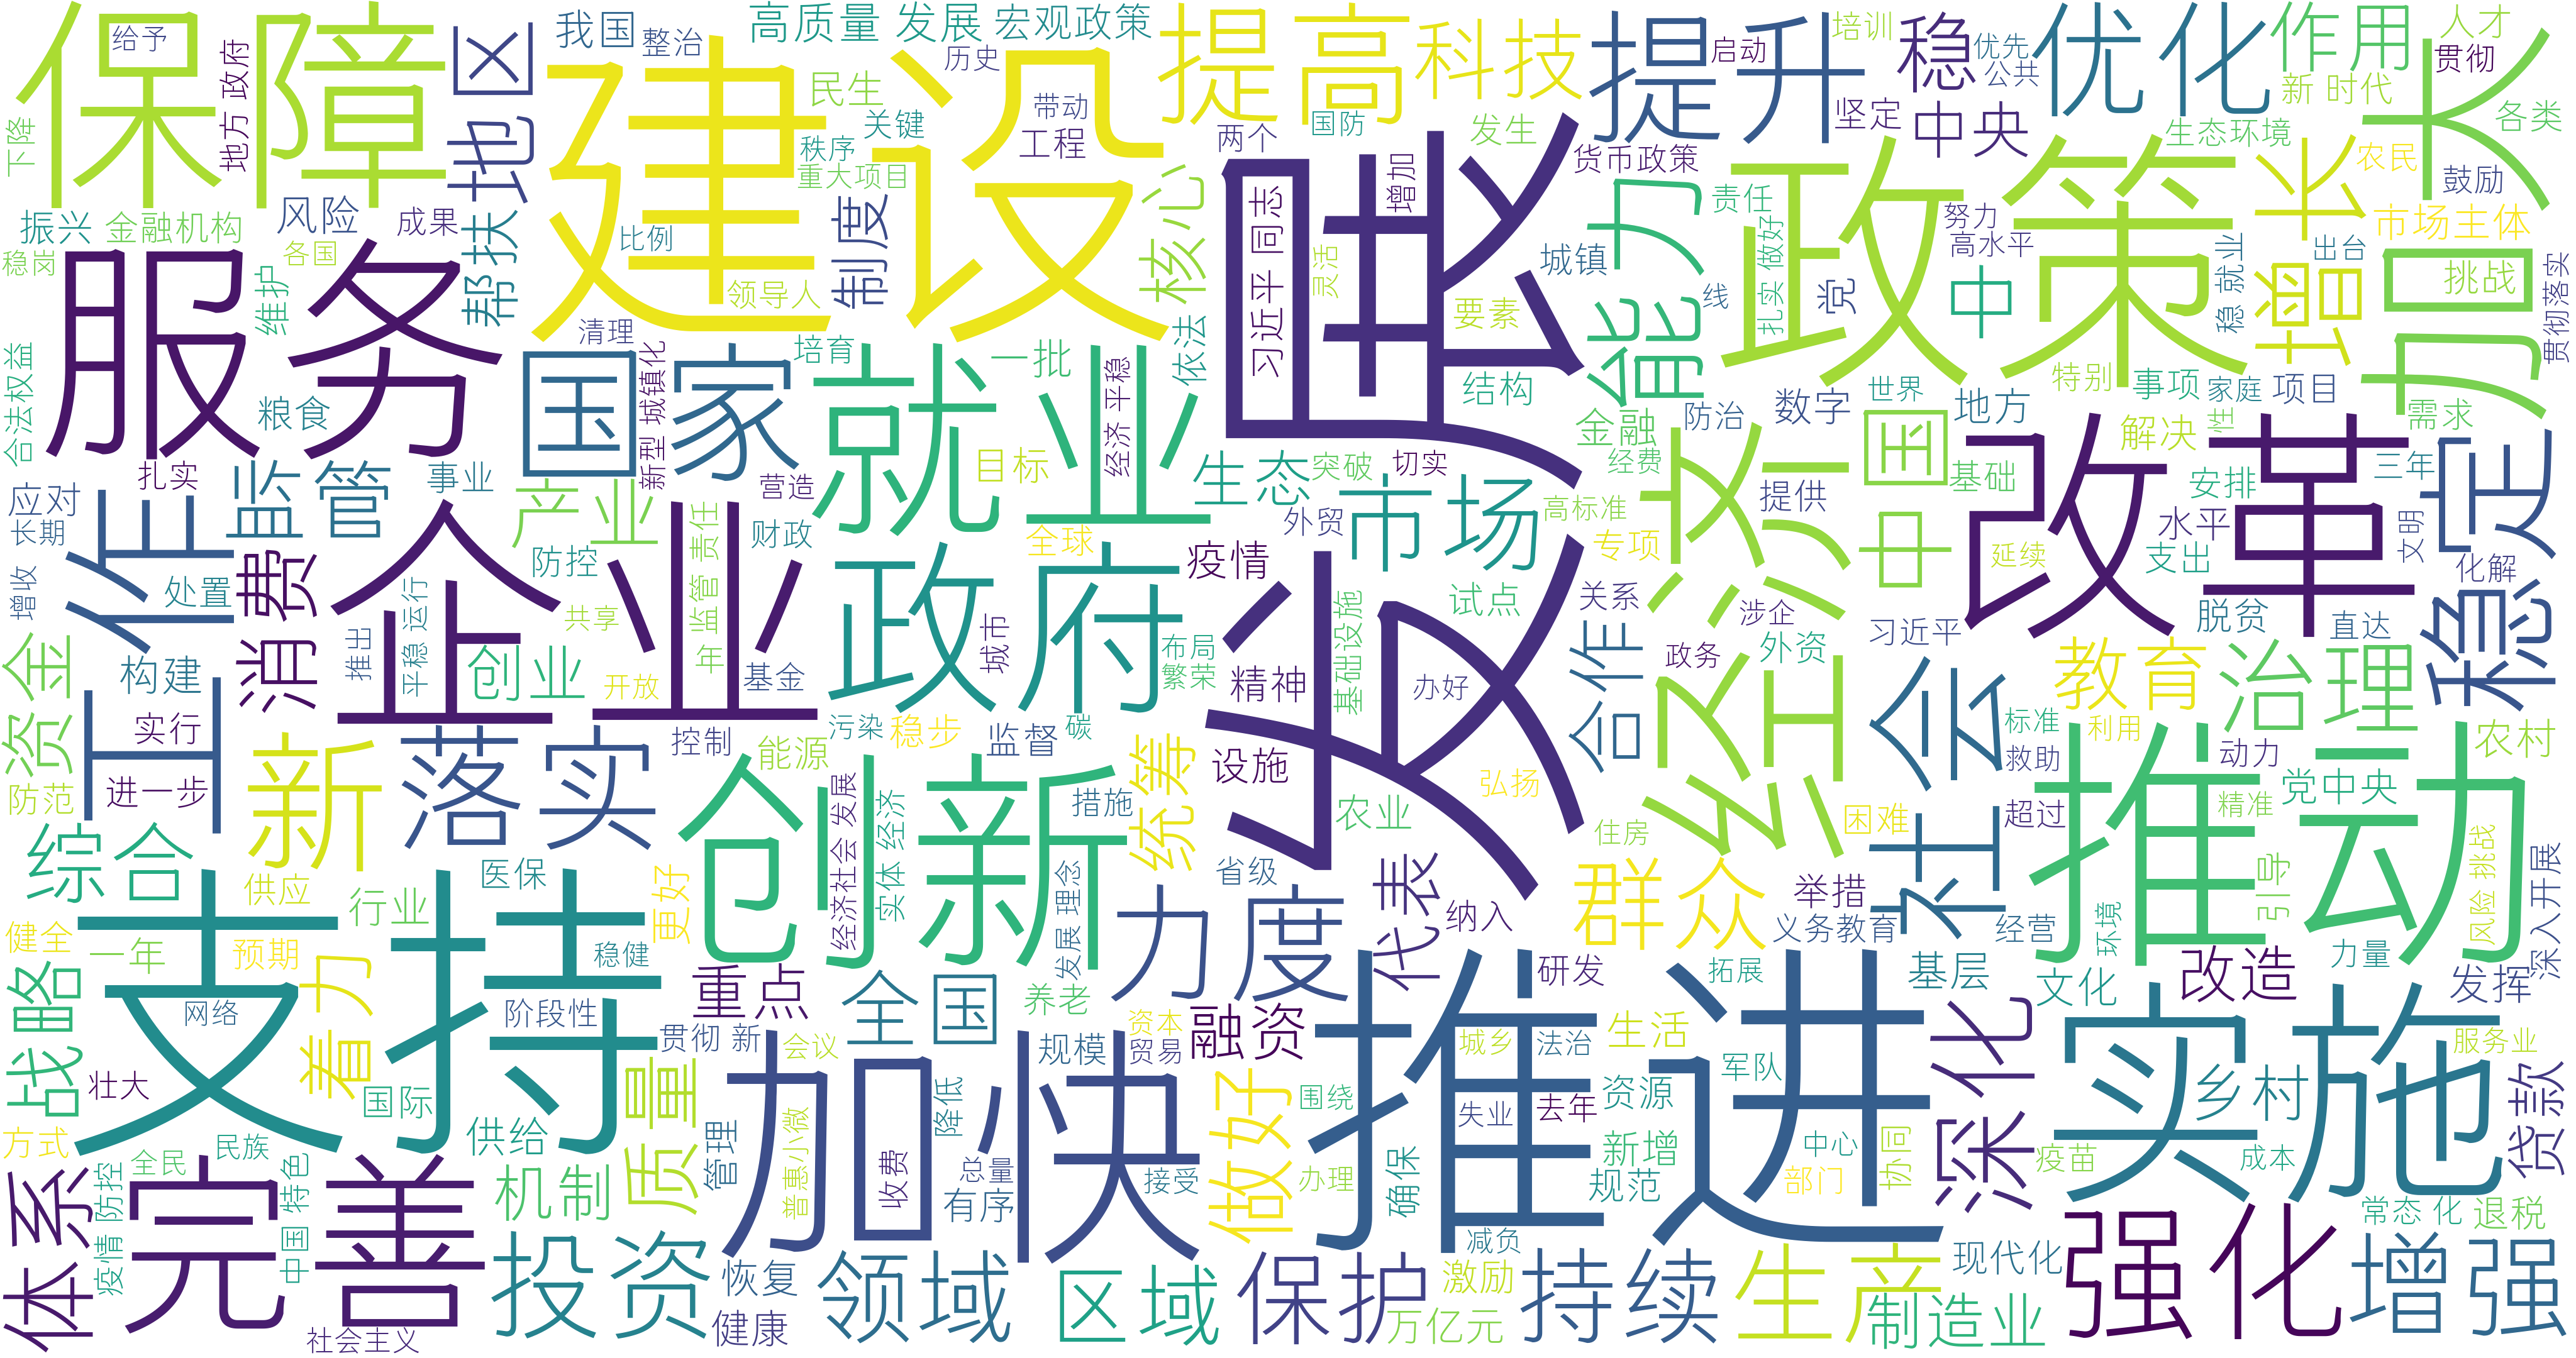 保障
给予
地方 政府
下降
地区
我国
整治
高质量 发展
宏观政策
民生
历史
关键
秩序
重大项目
带动
工程
建设
提高
科技
核心
两个
国防
发生
提升
启动
培训
稳
坚定
中央
优先
公共
优化
作用
人才
贯彻
新 时代
各类
生态环境
农民
鼓励
加大
市场主体
挑战
贯彻落实
振兴
金融机构
风险
成果
稳岗
各国
维护
服务
帮扶
比例
领导人
制度
清理
发展
习近平 同志
增加
灵活
货币政策
能力
责任
城镇
要素
线
扎实 做好
党
努力
高水平
中
政策
增长
出台
稳 就业
合法权益
粮食
国家
新型 城镇化
培育
就业
一批
依法
经济 平稳
目标
结构
金融
防治
数字
世界
地方
特别
事项
家庭
项目
性
需求
解决
扎实
应对
长期
监管
事业
产业
营造
生态
突破
切实
市场
高标准
经费
经济
提供
中国
基础
改革
安排
三年
稳定
工作
增收
处置
消费
企业
防控
监管 责任
财政
政府
全球
疫情
外贸
专项
水平
支出
文明
化解
延续
资金
构建
推出
平稳 运行
创业
共享
年
基金
开放
城市
布局
繁荣
精神
基础设施
试点
办好
关系
合作
涉企
外资
政务
习近平
脱贫
直达
教育
治理
社会
标准
利用
救助
农村
实行
进一步
防范
新
落实
控制
能源
污染
稳步
监督
碳
设施
弘扬
农业
统筹
措施
创新
经济社会 发展
实体 经济
推动
动力
党中央
精准
超过
困难
住房
综合
供应
行业
医保
更好
发展 理念
省级
力度
代表
纳入
群众
举措
义务教育
经营
环境
引导
风险 挑战
深入开展
健全
一年
预期
稳健
支持
战略
着力
网络
阶段性
重点
全国
养老
融资
研发
拓展
基层
文化
改造
力量
发挥
壮大
国际
贯彻 新
会议
规模
资本
贸易
推进
城乡
法治
生活
军队
深化
实施
乡村
服务业
贷款
方式
供给
质量
加快
普惠小微
降低
做好
围绕
失业
去年
资源
中心
协同
疫苗
成本
体系
疫情 防控
全民
民族
中国 特色
完善
机制
管理
收费
总量
有序
接受
办理
确保
新增
规范
部门
常态 化
退税
社会主义
投资
恢复
健康
领域
区域
保护
减负
激励
万亿元
持续
生产
现代化
制造业
强化
增强